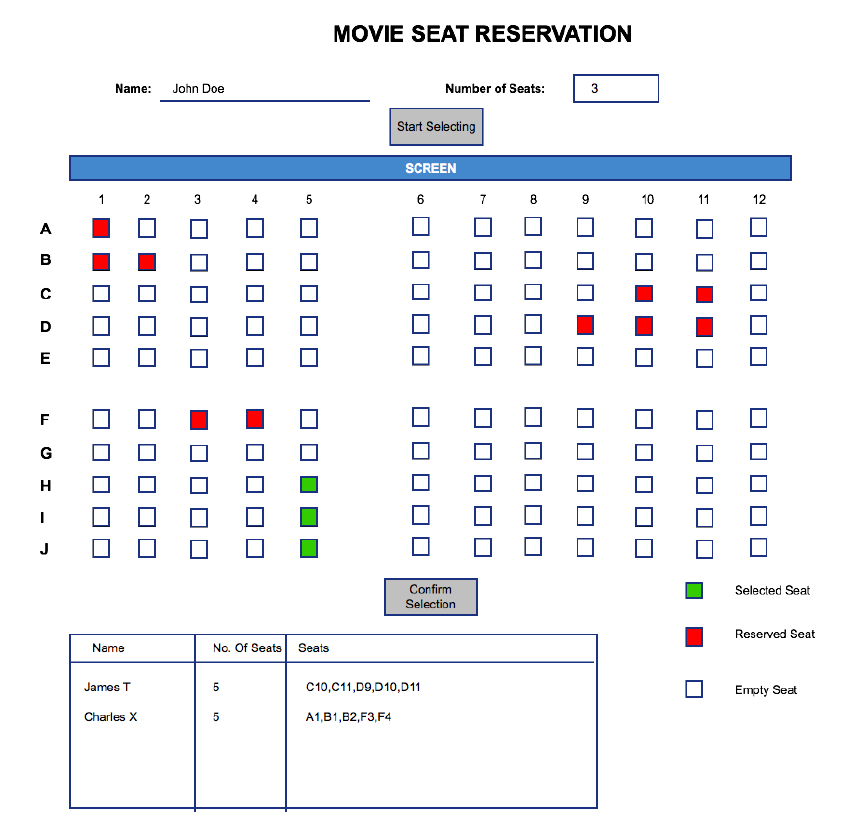 MOVIE SEAT RESERVATION
Name: John Doe Number of Seats: 3
Start Selecting
SCREEN
1 2 3 4 5 6 7 8 9 10 11 12
A
B
C
D
E
F
G
H
I
J
Confirm
Selection
Selected Seat
Reserved Seat
Empty Seat
Name No. Of Seats Seats
James T 5 C10,C11,D9,D10,D11
Charles X 5 A1,B1,B2,F3,F4